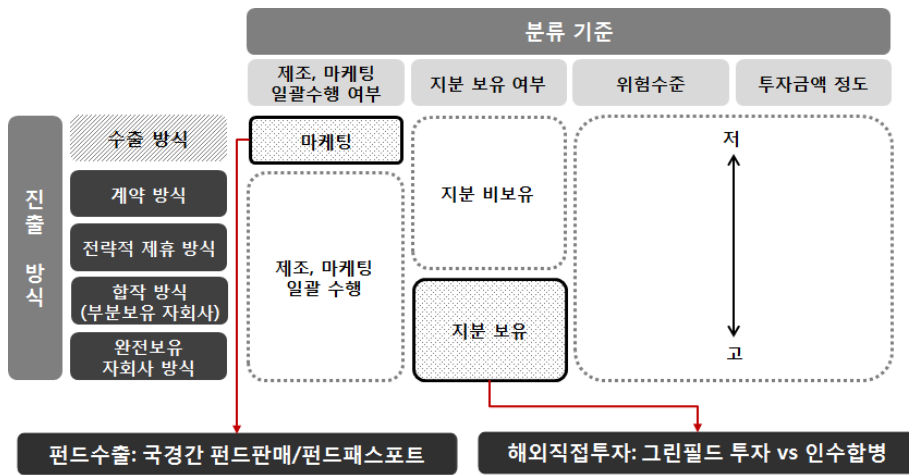 분류 기준
제조, 마케팅
일괄수행 여부
지분 보유 여부
위험수준
투자금액 정도
진출 방식
수출 방식
계약 방식
전략적 제휴 방식
합작 방식
(부분보유 자회사)
완전보유
자회사 방식
마케팅
제조, 마케팅
일괄 수행
지분 비보유
지분 보유
저
고
펀드수출: 국경간 펀드판매/펀드패스포트
해외직접투자: 그린필드 투자 vs 인수합병